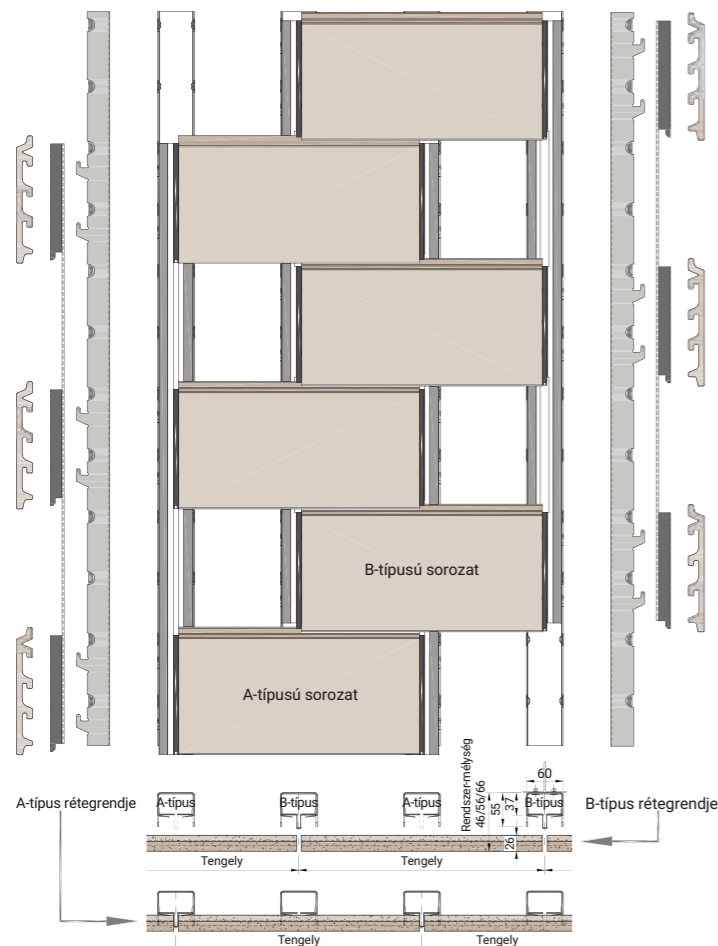 B-típusú sorozat
A-típusú sorozat
A-típus rétegrendje
A-típus
B-típus
A-típus
Rendszer-mélység
46/56/66
55
37
60
B-típus
B-típus rétegrendje
26
Tengely
Tengely
Tengely
Tengely